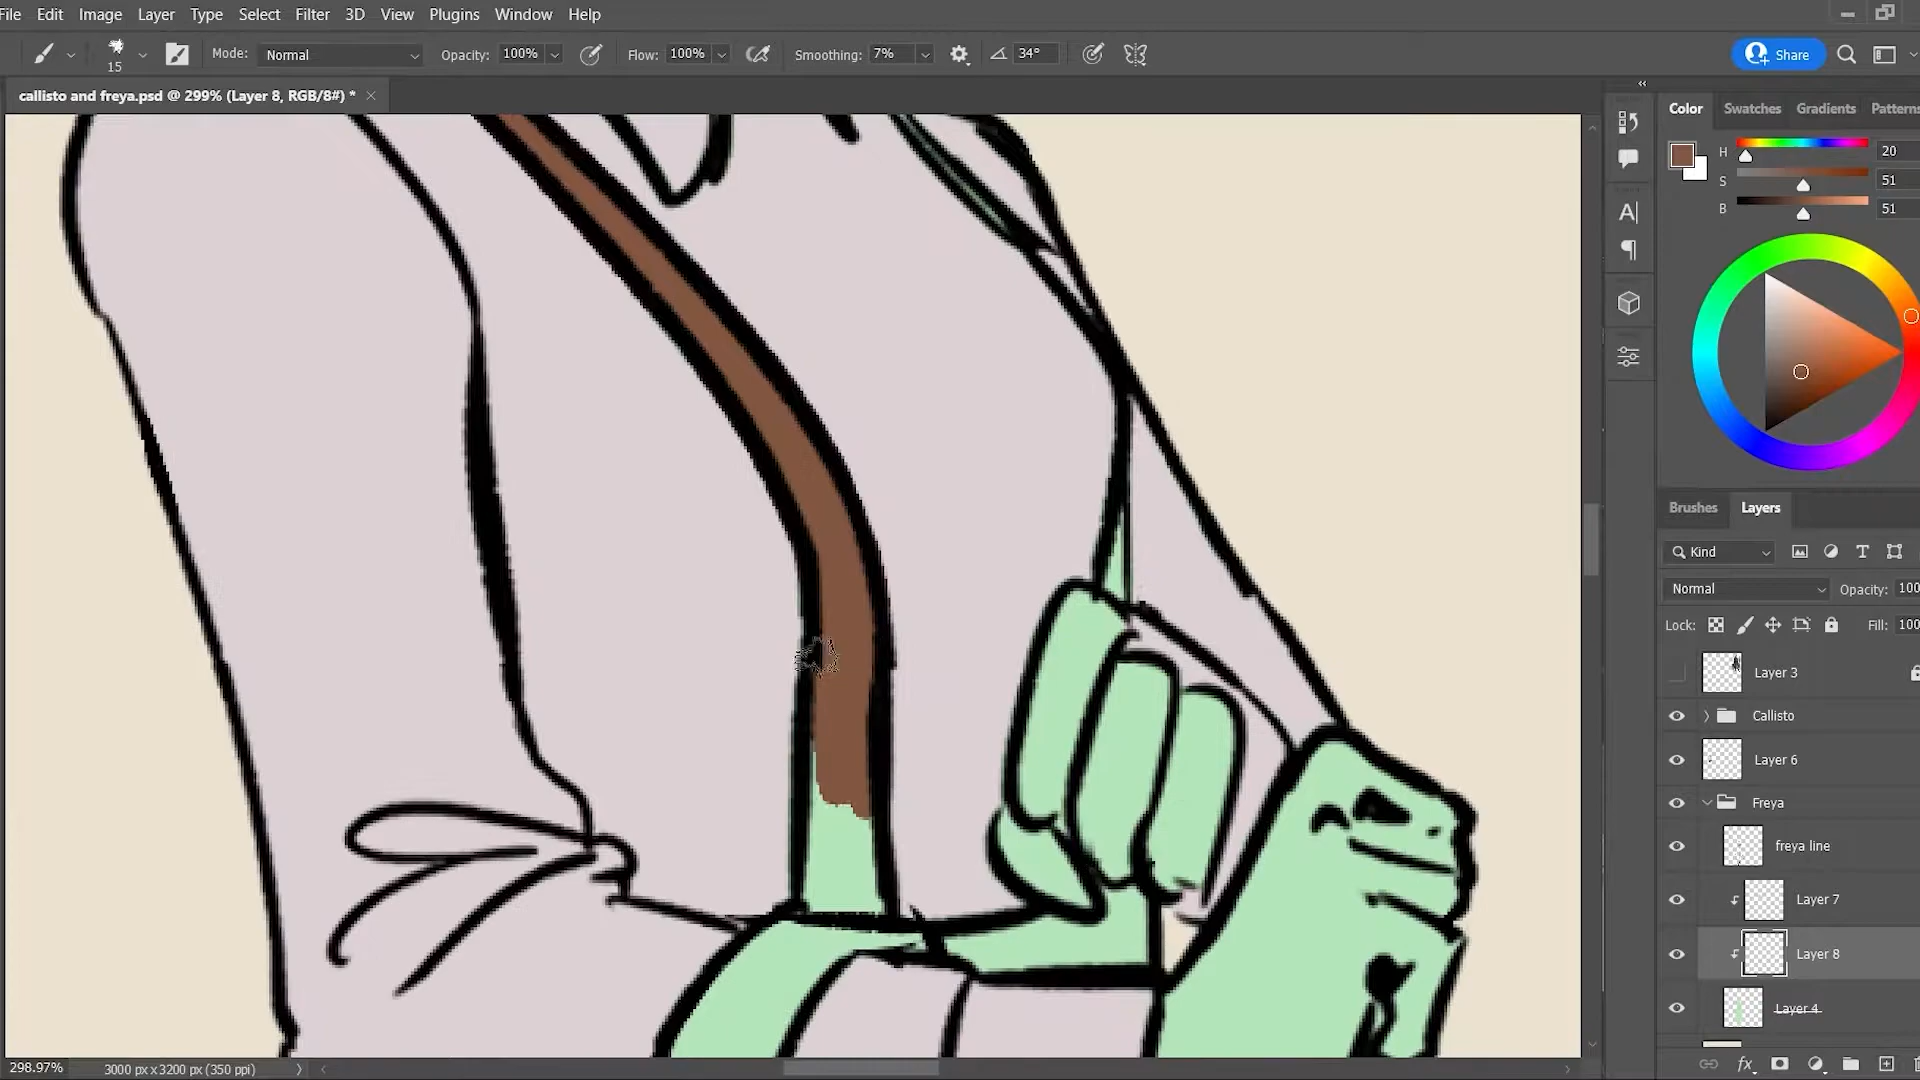 File Edit Image Layer Type Select Filter 3D View Plugins Window Help
15 Mode: Normal Opacity: 100% Flow: 100% Smoothing: 7% 34° Share
callisto and freya.psd @ 299% (Layer 8, RGB/8#) *
Color Swatches Gradients Patterns
H 20
S 51
B 51
Brushes Layers
Kind
Normal Opacity: 100
Lock: Fill: 100
Layer 3
Callisto
Layer 6
Freya
freya line
Layer 7
Layer 8
Layer 4
298.97% 3000 px x 3200 px (350 ppi)